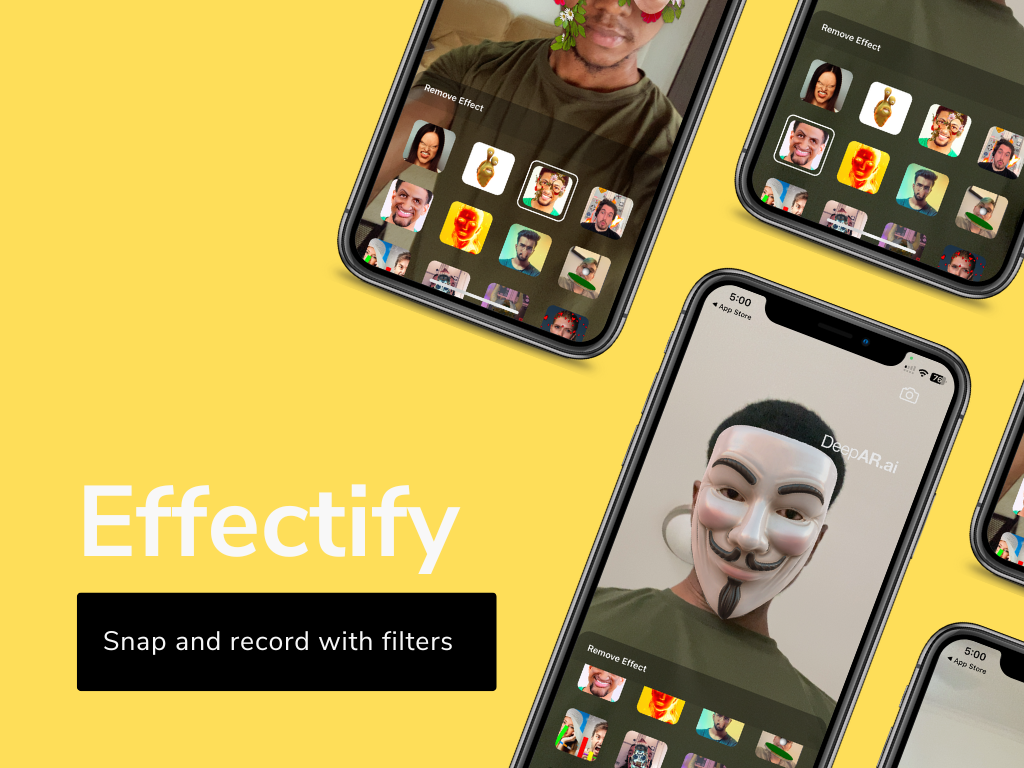 Remove Effect
Remove Effect
5:00
◀ App Store
76
DeepAR.ai
Effectify
Snap and record with filters
Remove Effect
5:00
◀ App Store